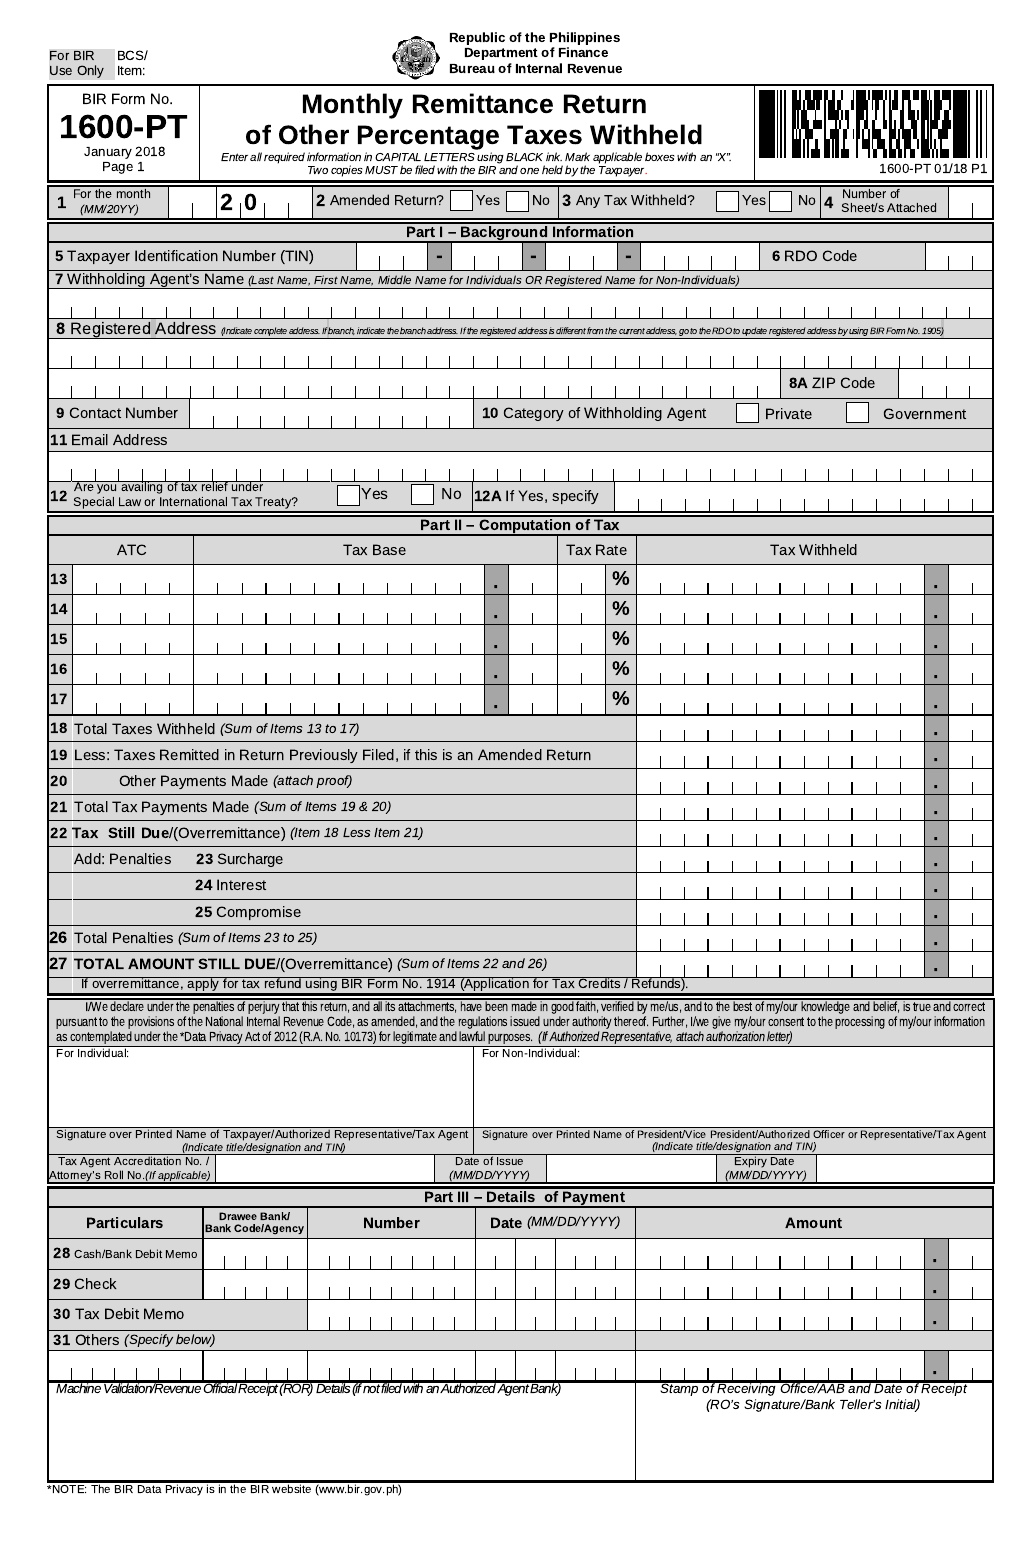 Republic of the Philippines
Department of Finance
Bureau of Internal Revenue
For BIR BCS/
Use Only Item:
BIR Form No.
1600-PT
January 2018
Page 1
Monthly Remittance Return
of Other Percentage Taxes Withheld
Enter all required information in CAPITAL LETTERS using BLACK ink. Mark applicable boxes with an "X".
Two copies MUST be filed with the BIR and one held by the Taxpayer.
1600-PT 01/18 P1
1 For the month (MM/20YY) 2 0 2 Amended Return? Yes No 3 Any Tax Withheld? Yes No 4 Number of Sheet/s Attached
Part I – Background Information
5 Taxpayer Identification Number (TIN) - - - 6 RDO Code
7 Withholding Agent's Name (Last Name, First Name, Middle Name for Individuals OR Registered Name for Non-Individuals)
8 Registered Address (Indicate complete address. If branch, indicate the branch address. If the registered address is different from the current address, go to the RDO to update registered address by using BIR Form No. 1905)
8A ZIP Code
9 Contact Number 10 Category of Withholding Agent Private Government
11 Email Address
12 Are you availing of tax relief under Special Law or International Tax Treaty? Yes No 12A If Yes, specify
Part II – Computation of Tax
ATC Tax Base Tax Rate Tax Withheld
13 . % .
14 . % .
15 . % .
16 . % .
17 . % .
18 Total Taxes Withheld (Sum of Items 13 to 17) .
19 Less: Taxes Remitted in Return Previously Filed, if this is an Amended Return .
20 Other Payments Made (attach proof) .
21 Total Tax Payments Made (Sum of Items 19 & 20) .
22 Tax Still Due/(Overremittance) (Item 18 Less Item 21) .
Add: Penalties 23 Surcharge .
24 Interest .
25 Compromise .
26 Total Penalties (Sum of Items 23 to 25) .
27 TOTAL AMOUNT STILL DUE/(Overremittance) (Sum of Items 22 and 26) .
If overremittance, apply for tax refund using BIR Form No. 1914 (Application for Tax Credits / Refunds).
I/We declare under the penalties of perjury that this return, and all its attachments, have been made in good faith, verified by me/us, and to the best of my/our knowledge and belief, is true and correct
pursuant to the provisions of the National Internal Revenue Code, as amended, and the regulations issued under authority thereof. Further, I/we give my/our consent to the processing of my/our information
as contemplated under the *Data Privacy Act of 2012 (R.A. No. 10173) for legitimate and lawful purposes. (If Authorized Representative, attach authorization letter)
For Individual: For Non-Individual:
Signature over Printed Name of Taxpayer/Authorized Representative/Tax Agent
(Indicate title/designation and TIN)
Signature over Printed Name of President/Vice President/Authorized Officer or Representative/Tax Agent
(Indicate title/designation and TIN)
Tax Agent Accreditation No. / Attorney's Roll No.(If applicable) Date of Issue (MM/DD/YYYY) Expiry Date (MM/DD/YYYY)
Part III – Details of Payment
Particulars Drawee Bank/ Bank Code/Agency Number Date (MM/DD/YYYY) Amount
28 Cash/Bank Debit Memo .
29 Check .
30 Tax Debit Memo .
31 Others (Specify below)
.
Machine Validation/Revenue Official Receipt (ROR) Details (if not filed with an Authorized Agent Bank)
Stamp of Receiving Office/AAB and Date of Receipt
(RO's Signature/Bank Teller's Initial)
*NOTE: The BIR Data Privacy is in the BIR website (www.bir.gov.ph)